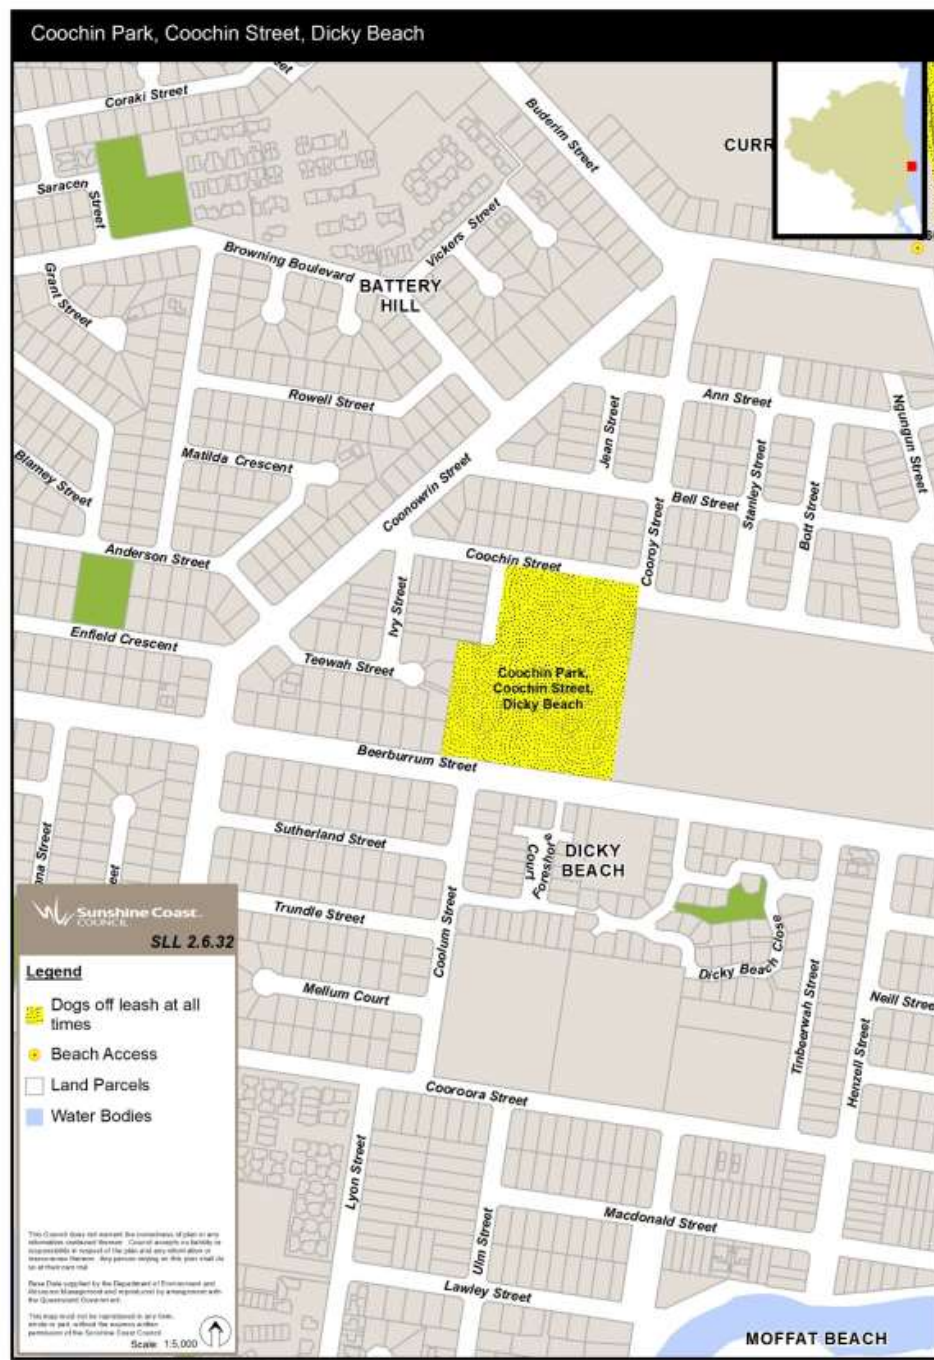 Coochin Park, Coochin Street, Dicky Beach
Coraki Street
Buderim Street
CURR
Saracen
Street
Vickers Street
Browning Boulevard
BATTERY
HILL
Grant Street
Rowell Street
Ann Street
Ngungun Street
Jean Street
Matilda Crescent
Stanley Street
Blamey Street
Coonowrin Street
Bell Street
Bott Street
Cooroy Street
Anderson Street
Coochin Street
Ivy Street
Enfield Crescent
Teewah Street
Coochin Park,
Coochin Street,
Dicky Beach
Beerburrum Street
Sutherland Street
Foreshore
Court
DICKY
BEACH
ona Street
eet
Trundle Street
Coolum Street
Dicky Beach Close
Mellum Court
Tinbeerwah Street
Neill Stree
Henzell Street
Cooroora Street
Lyon Street
Macdonald Street
Ulm Street
Lawley Street
MOFFAT BEACH
Sunshine Coast
COUNCIL
SLL 2.6.32
Legend
Dogs off leash at all
times
Beach Access
Land Parcels
Water Bodies
Scale: 1:5,000